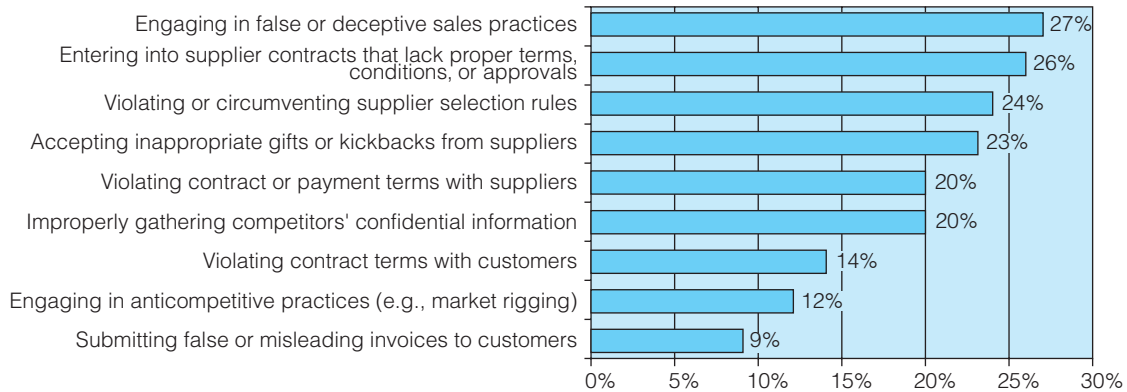 Engaging in false or deceptive sales practices 27%
Entering into supplier contracts that lack proper terms,
conditions, or approvals 26%
Violating or circumventing supplier selection rules 24%
Accepting inappropriate gifts or kickbacks from suppliers 23%
Violating contract or payment terms with suppliers 20%
Improperly gathering competitors' confidential information 20%
Violating contract terms with customers 14%
Engaging in anticompetitive practices (e.g., market rigging) 12%
Submitting false or misleading invoices to customers 9%
0% 5% 10% 15% 20% 25% 30%